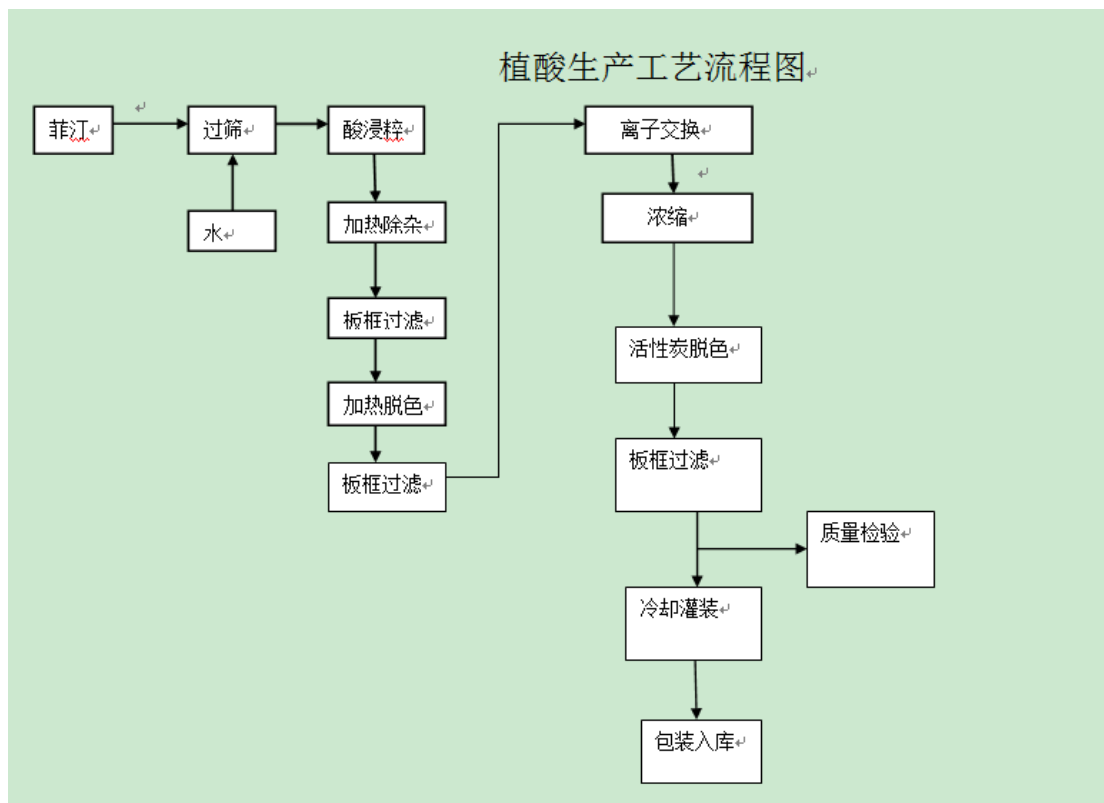 植酸生产工艺流程图
菲汀
过筛
水
酸浸粹
加热除杂
板框过滤
加热脱色
板框过滤
离子交换
浓缩
活性炭脱色
板框过滤
质量检验
冷却灌装
包装入库